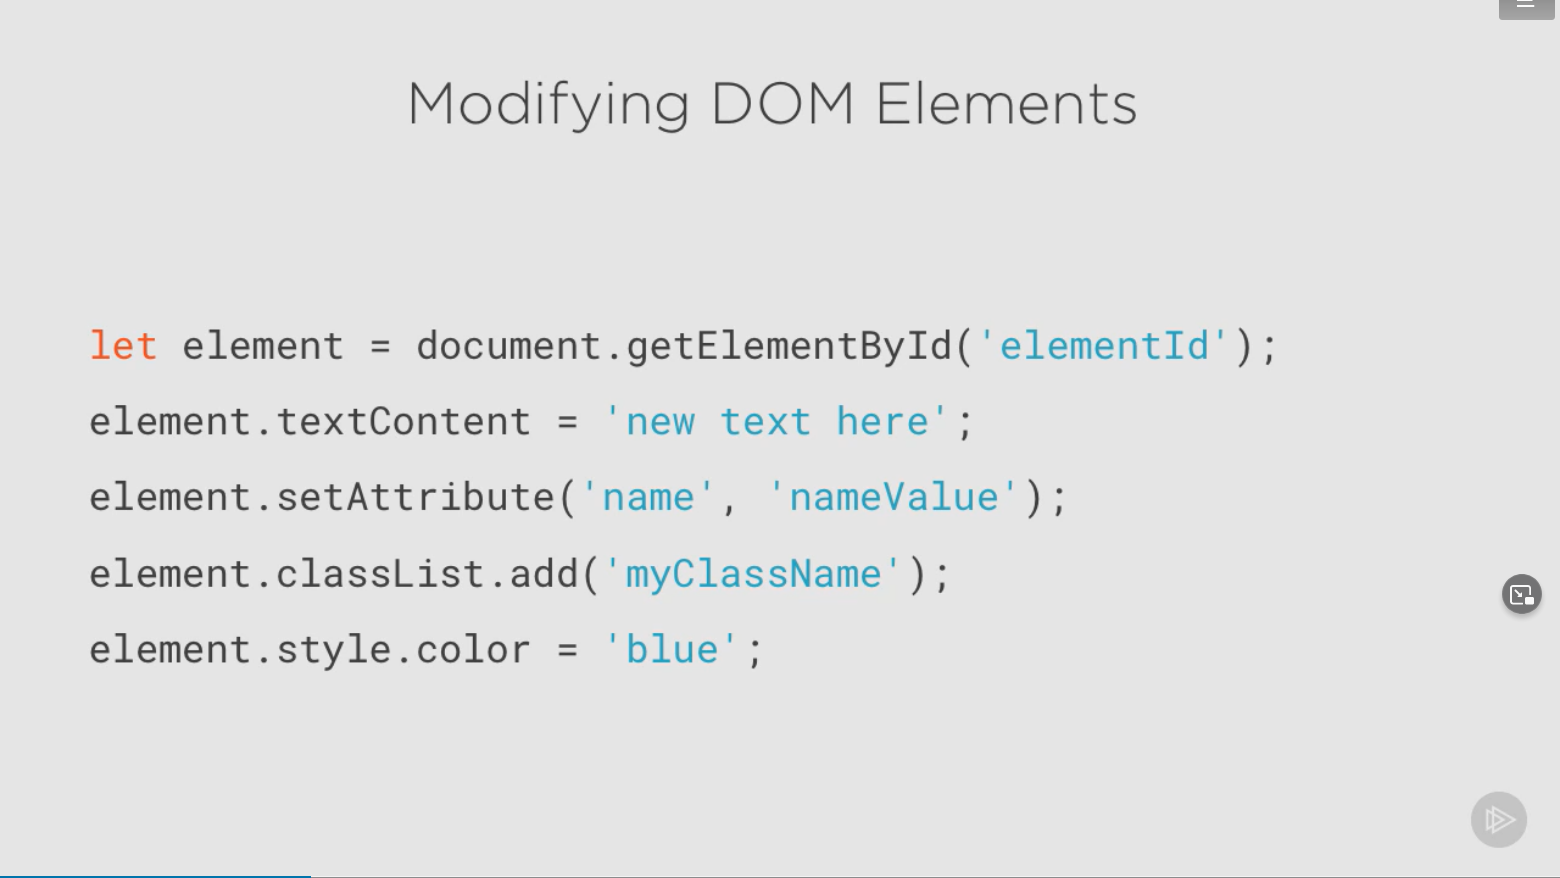 Modifying DOM Elements
let element = document.getElementById('elementId');
element.textContent = 'new text here';
element.setAttribute('name', 'nameValue');
element.classList.add('myClassName');
element.style.color = 'blue';